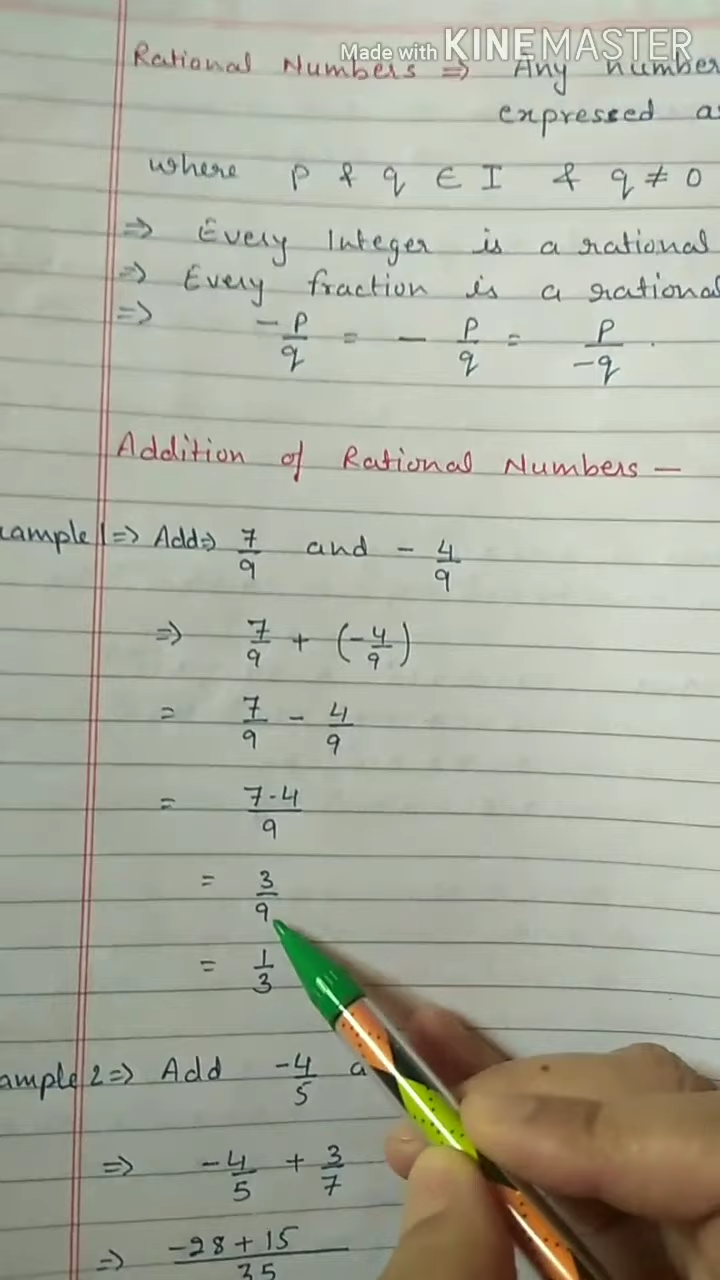 Made with KINEMASTER
Rational Numbers ⇒ Any number
expressed a
where p & q ∈ I & q ≠ 0
⇒ Every Integer is a rational
⇒ Every fraction is a rational
⇒ -p/q = - p/q = p/-q .
Addition of Rational Numbers —
ample 1 ⇒ Add ⇒ 7/9 and - 4/9
⇒ 7/9 + (-4/9)
= 7/9 - 4/9
= 7-4/9
= 3/9
= 1/3
ample 2 ⇒ Add -4/5 a
⇒ -4/5 + 3/7
⇒ -28+15/35